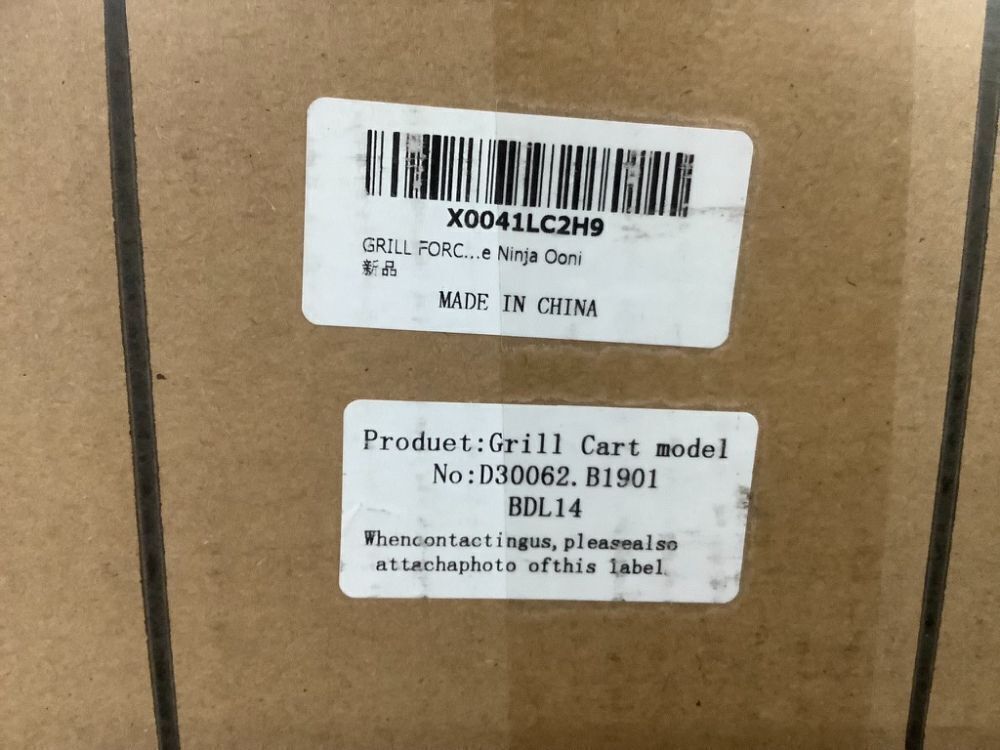 X0041LC2H9
GRILL FORC...e Ninja Ooni
新品
MADE IN CHINA
Produet:Grill Cart model
No:D30062.B1901
BDL14
Whencontactingus,pleasealso
attachaphoto ofthis label.